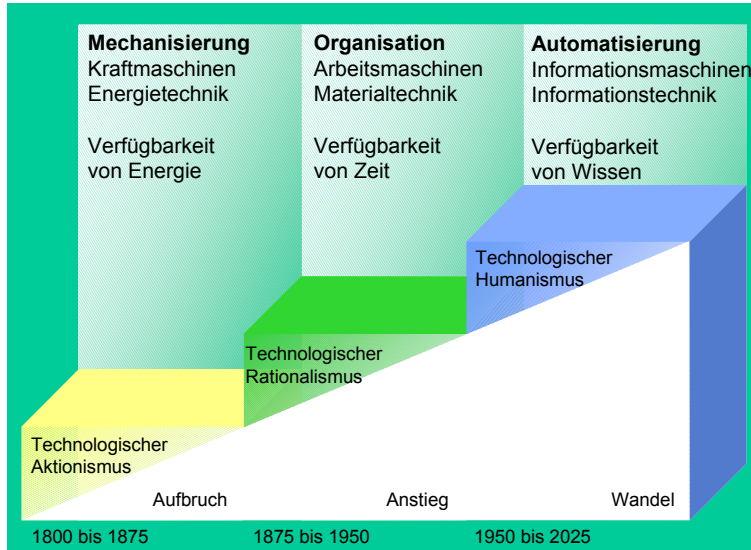 Mechanisierung
Kraftmaschinen
Energietechnik
Verfügbarkeit
von Energie
Organisation
Arbeitsmaschinen
Materialtechnik
Verfügbarkeit
von Zeit
Automatisierung
Informationsmaschinen
Informationstechnik
Verfügbarkeit
von Wissen
Technologischer
Humanismus
Technologischer
Rationalismus
Technologischer
Aktionismus
Aufbruch
Anstieg
Wandel
1800 bis 1875
1875 bis 1950
1950 bis 2025